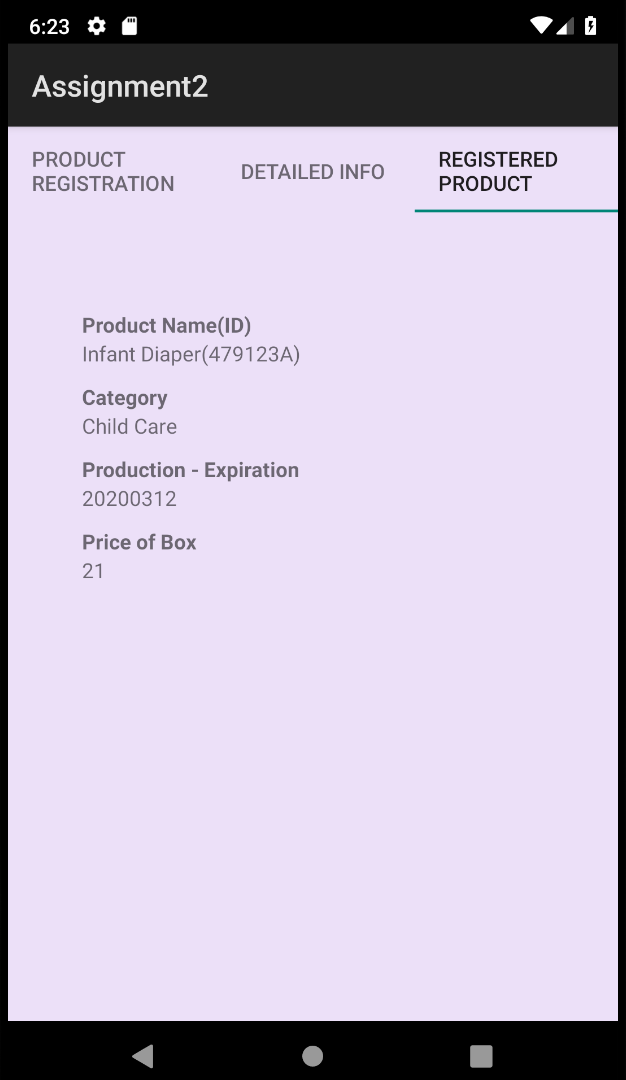 6:23
Assignment2
PRODUCT
REGISTRATION
DETAILED INFO
REGISTERED
PRODUCT
Product Name(ID)
Infant Diaper(479123A)
Category
Child Care
Production - Expiration
20200312
Price of Box
21